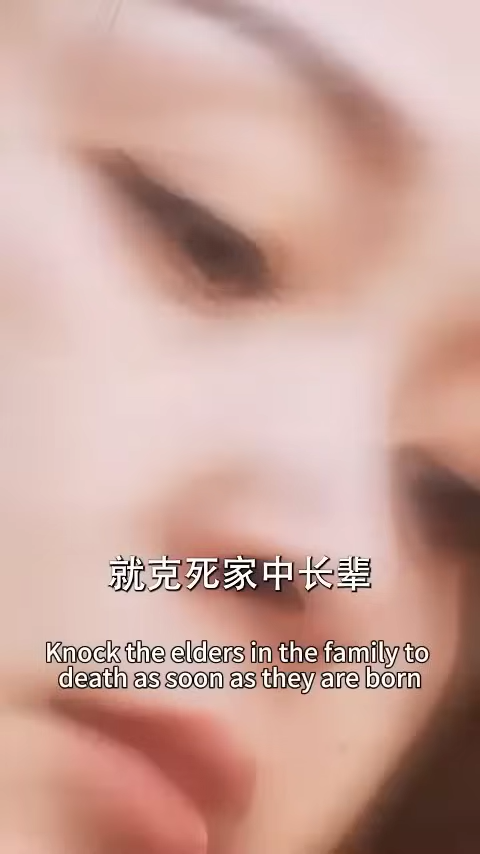 就克死家中长辈
Knock the elders in the family to
death as soon as they are born